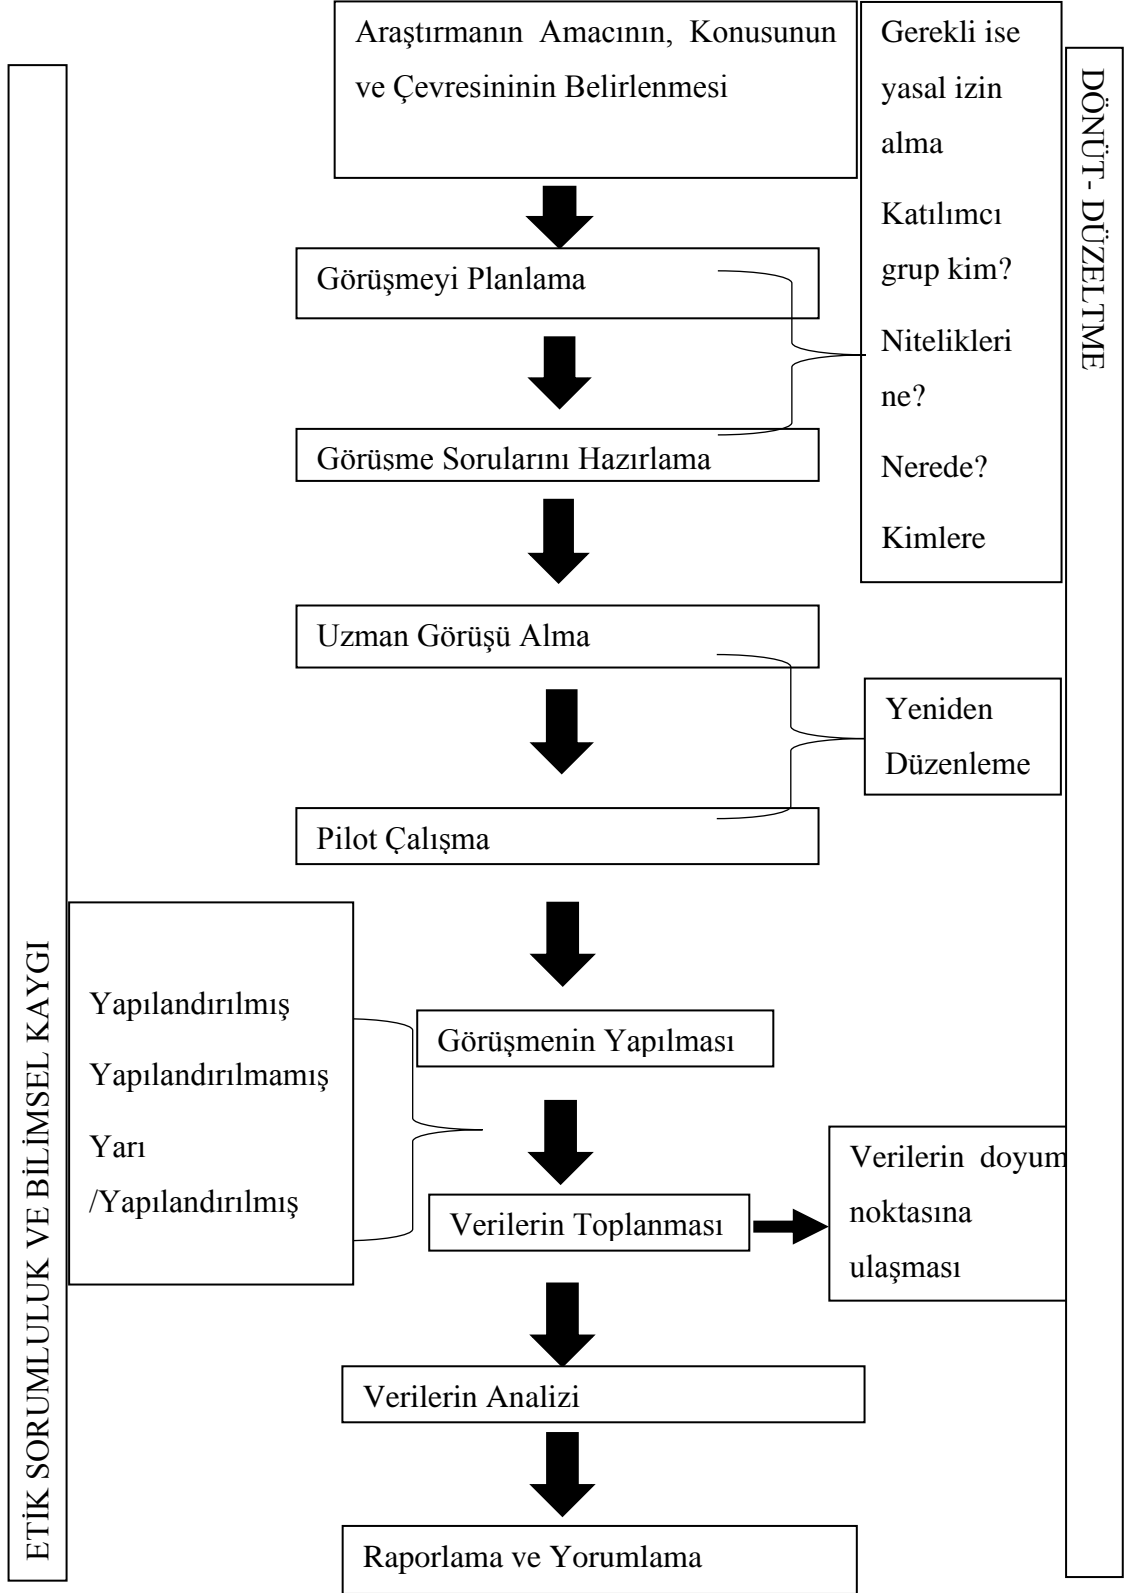 Araştırmanın Amacının, Konusunun
ve Çevresininin Belirlenmesi
Gerekli ise
yasal izin
alma
Katılımcı
grup kim?
Nitelikleri
ne?
Nerede?
Kimlere
DÖNÜT- DÜZELTME
Görüşmeyi Planlama
Görüşme Sorularını Hazırlama
Uzman Görüşü Alma
Yeniden
Düzenleme
Pilot Çalışma
ETİK SORUMLULUK VE BİLİMSEL KAYGI
Yapılandırılmış
Yapılandırılmamış
Yarı
/Yapılandırılmış
Görüşmenin Yapılması
Verilerin Toplanması
Verilerin doyum
noktasına
ulaşması
Verilerin Analizi
Raporlama ve Yorumlama